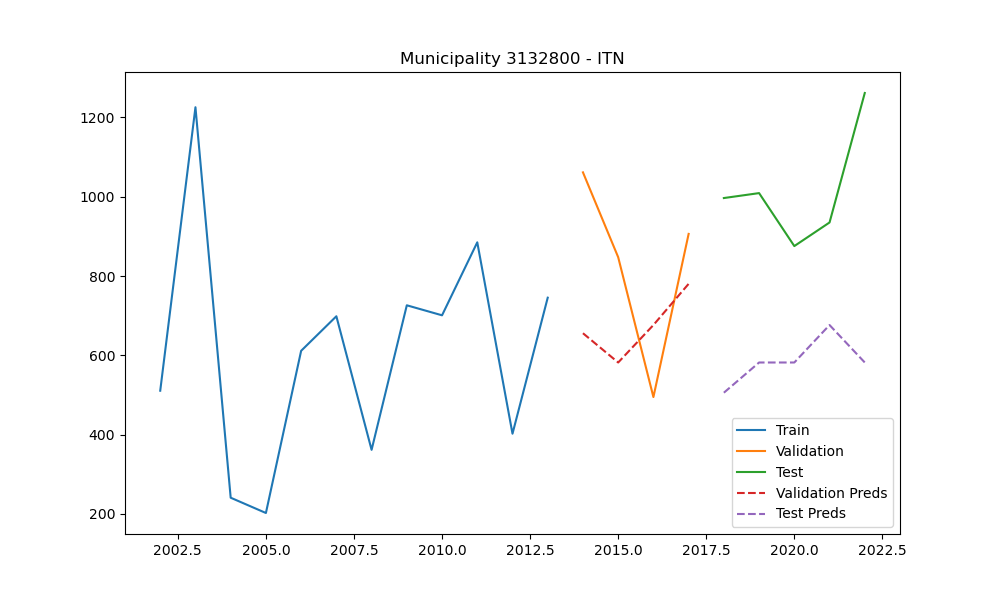 Municipality 3132800 - ITN
1200
1000
800
600
400
200
2002.5 2005.0 2007.5 2010.0 2012.5 2015.0 2017.5 2020.0 2022.5
Train
Validation
Test
Validation Preds
Test Preds